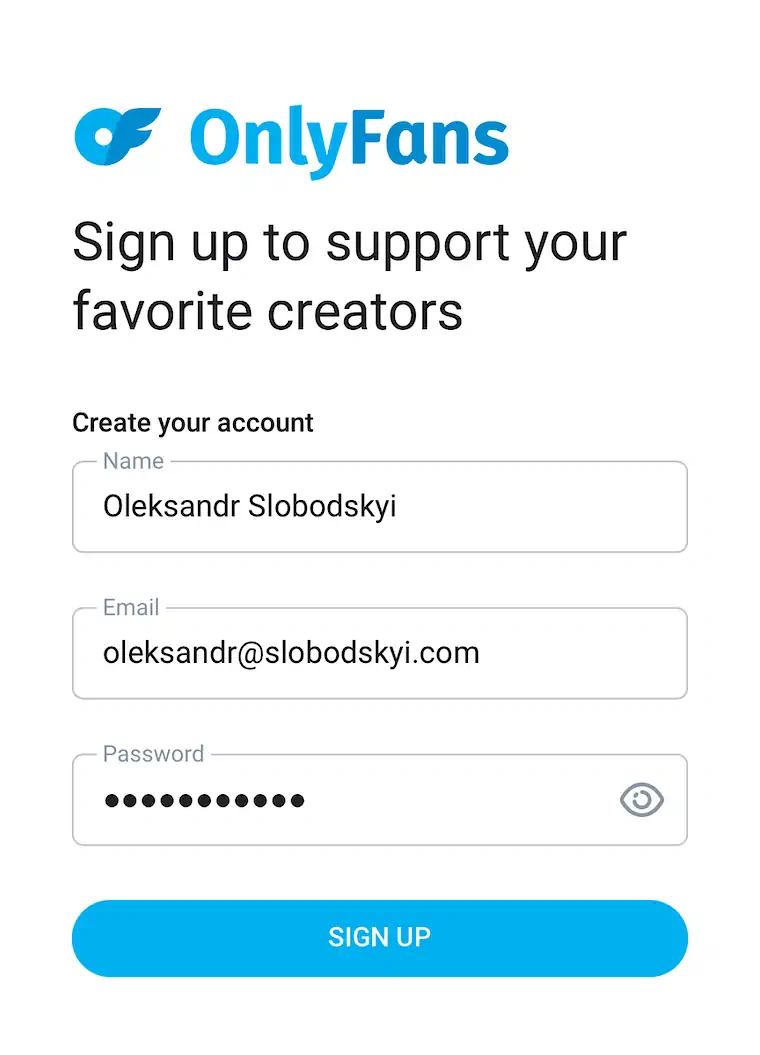 OnlyFans
Sign up to support your
favorite creators
Create your account
Name
Oleksandr Slobodskyi
Email
oleksandr@slobodskyi.com
Password
•••••••••••
SIGN UP